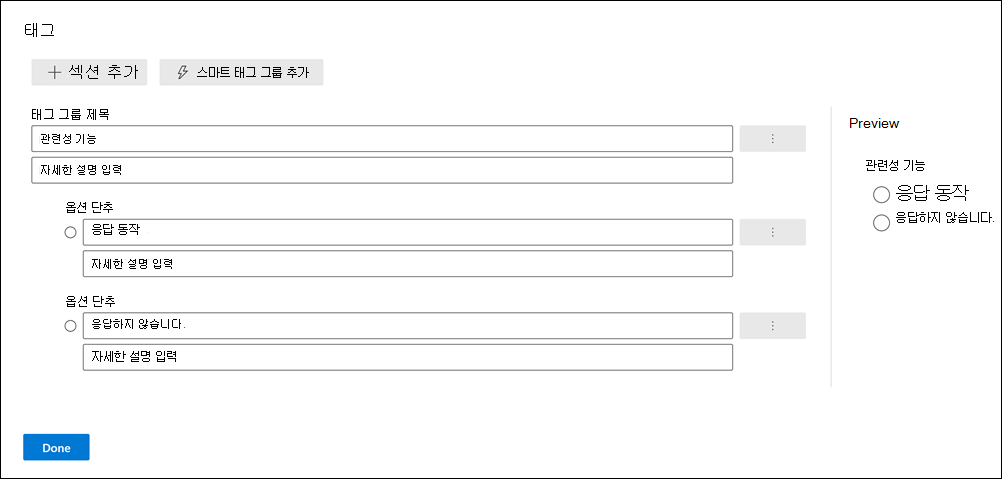 태그
섹션 추가
스마트 태그 그룹 추가
태그 그룹 제목
관련성 기능
자세한 설명 입력
옵션 단추
응답 동작
자세한 설명 입력
옵션 단추
응답하지 않습니다.
자세한 설명 입력
Preview
관련성 기능
응답 동작
응답하지 않습니다.
Done